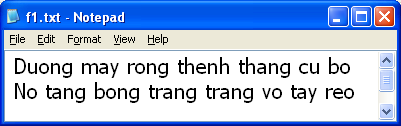 f1.txt - Notepad
File Edit Format View Help
Duong may rong thenh thang cu bo
No tang bong trang trang vo tay reo